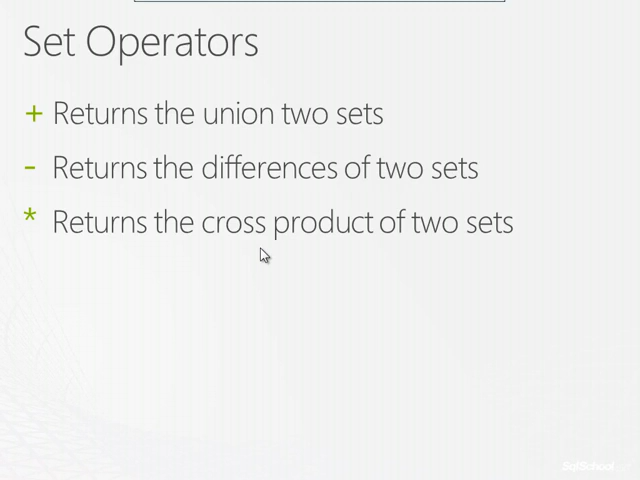 Set Operators
+ Returns the union two sets
- Returns the differences of two sets
* Returns the cross product of two sets
SqlSchool